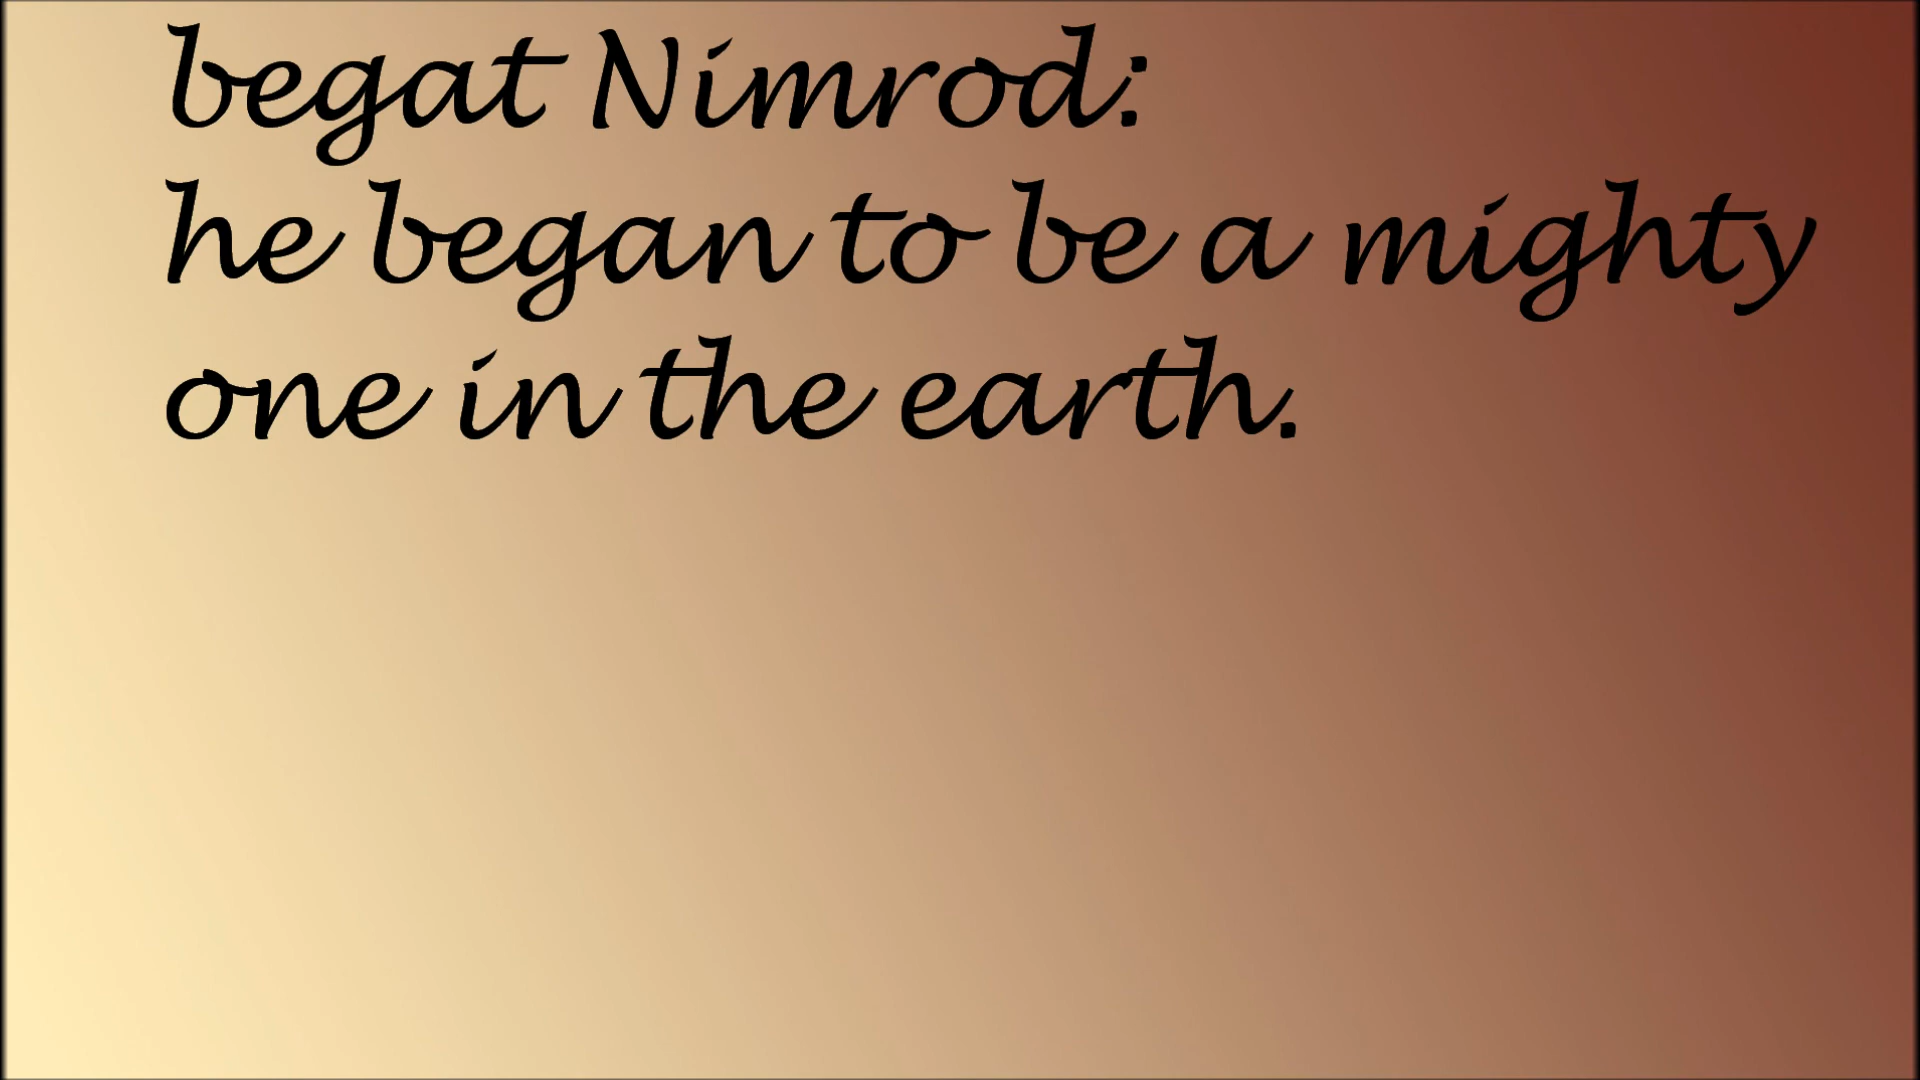 begat Nimrod:
he began to be a mighty
one in the earth.